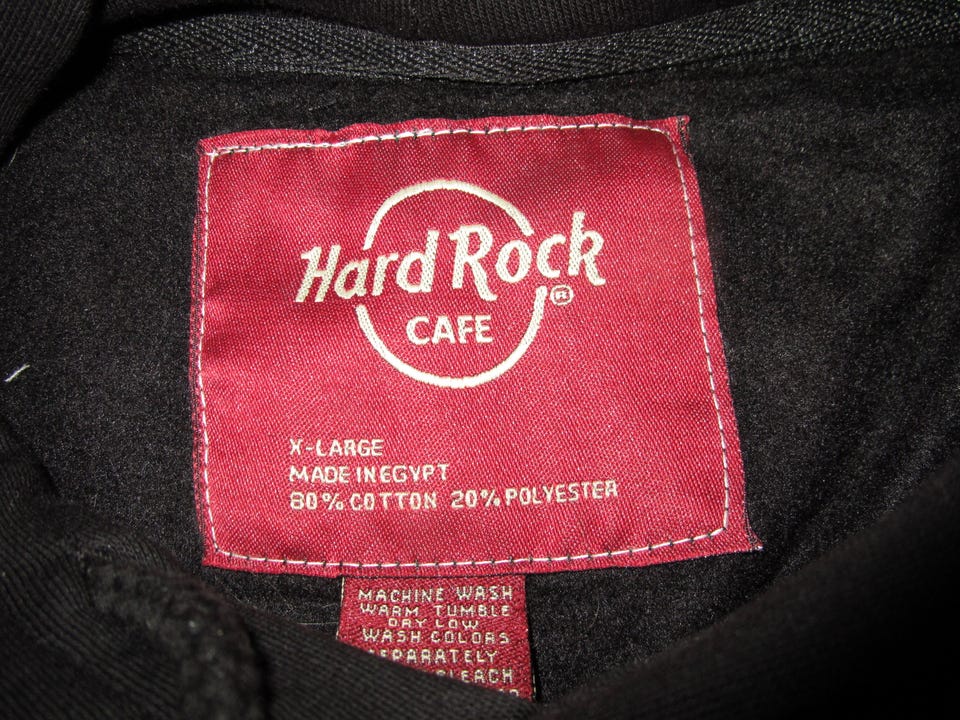 Hard Rock ®
CAFE
X-LARGE
MADE IN EGYPT
80% COTTON 20% POLYESTER
MACHINE WASH
WARM TUMBLE
DRY LOW
WASH COLORS
SEPARATELY
BLEACH